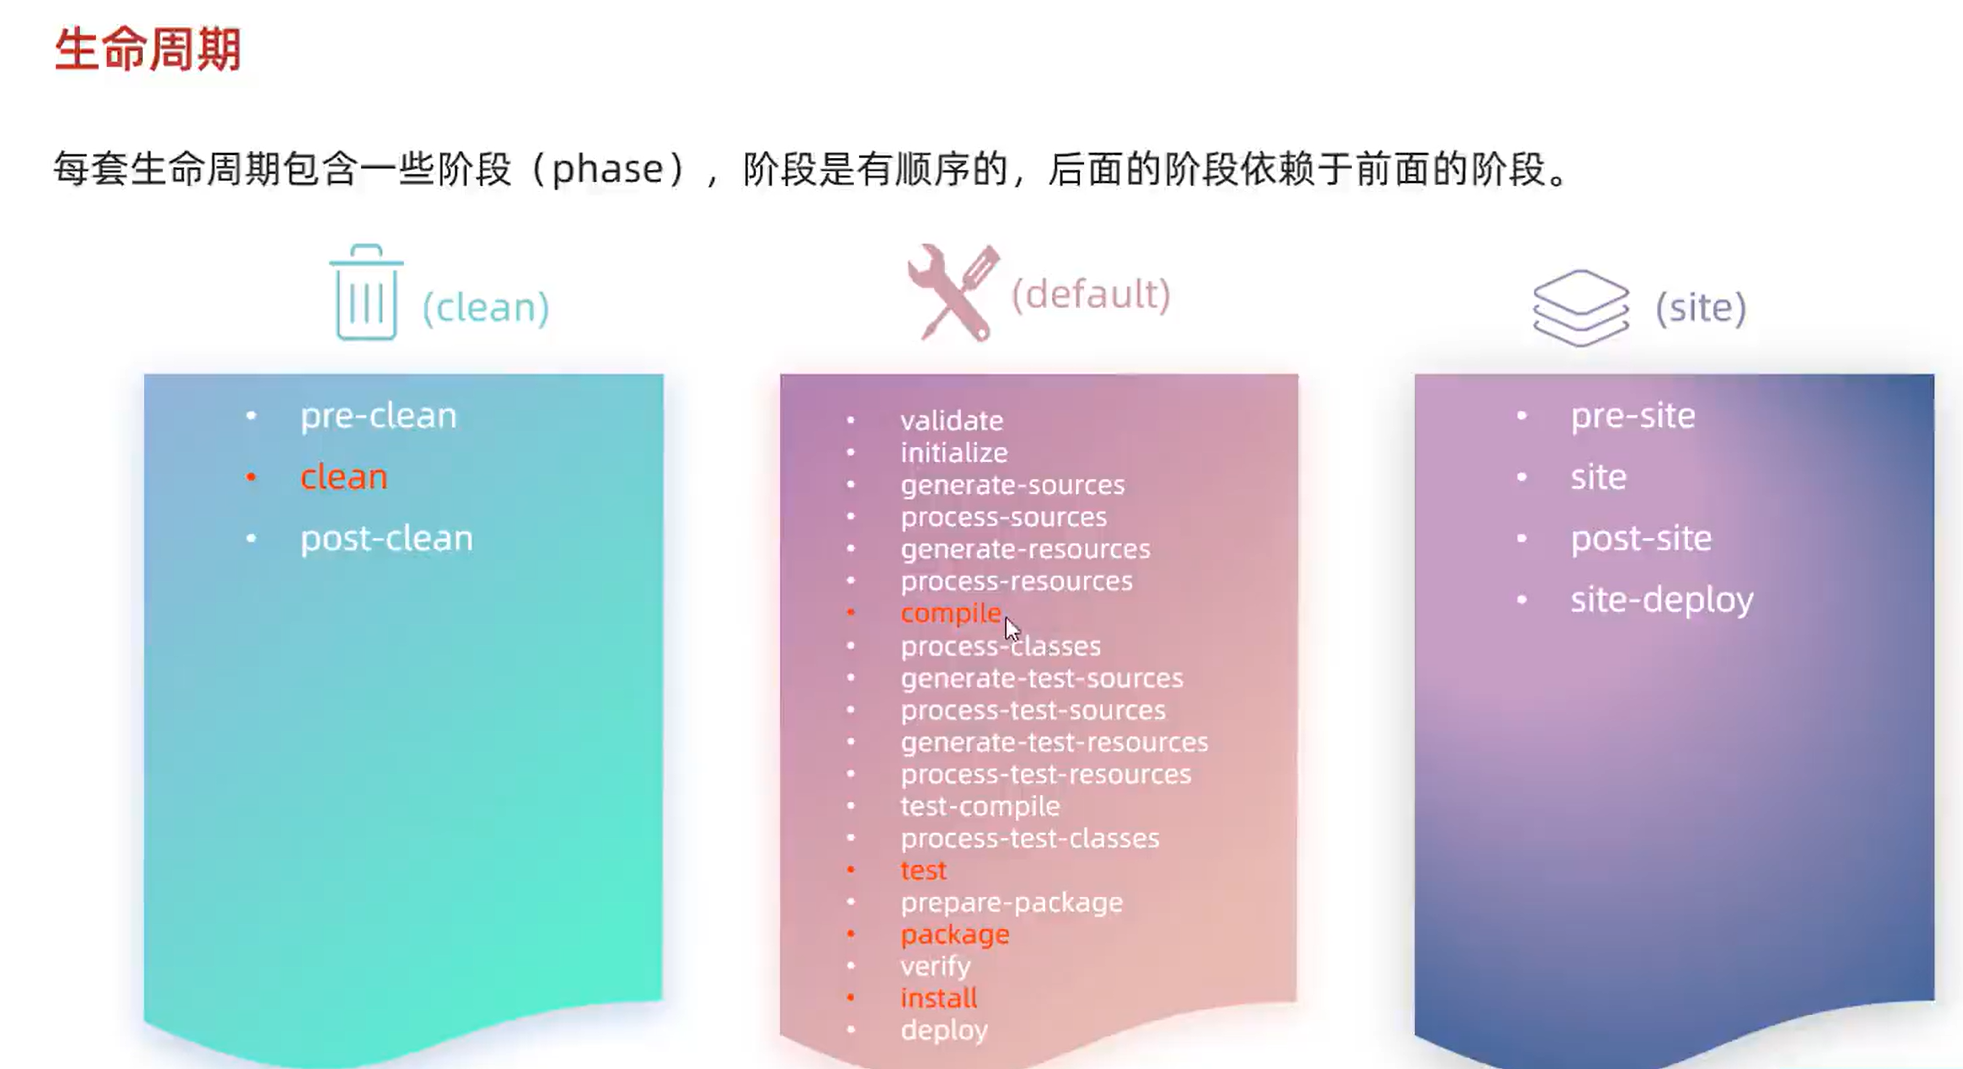 生命周期
每套生命周期包含一些阶段（phase），阶段是有顺序的，后面的阶段依赖于前面的阶段。
(clean)
• pre-clean
• clean
• post-clean
(default)
• validate
• initialize
• generate-sources
• process-sources
• generate-resources
• process-resources
• compile
• process-classes
• generate-test-sources
• process-test-sources
• generate-test-resources
• process-test-resources
• test-compile
• process-test-classes
• test
• prepare-package
• package
• verify
• install
• deploy
(site)
• pre-site
• site
• post-site
• site-deploy